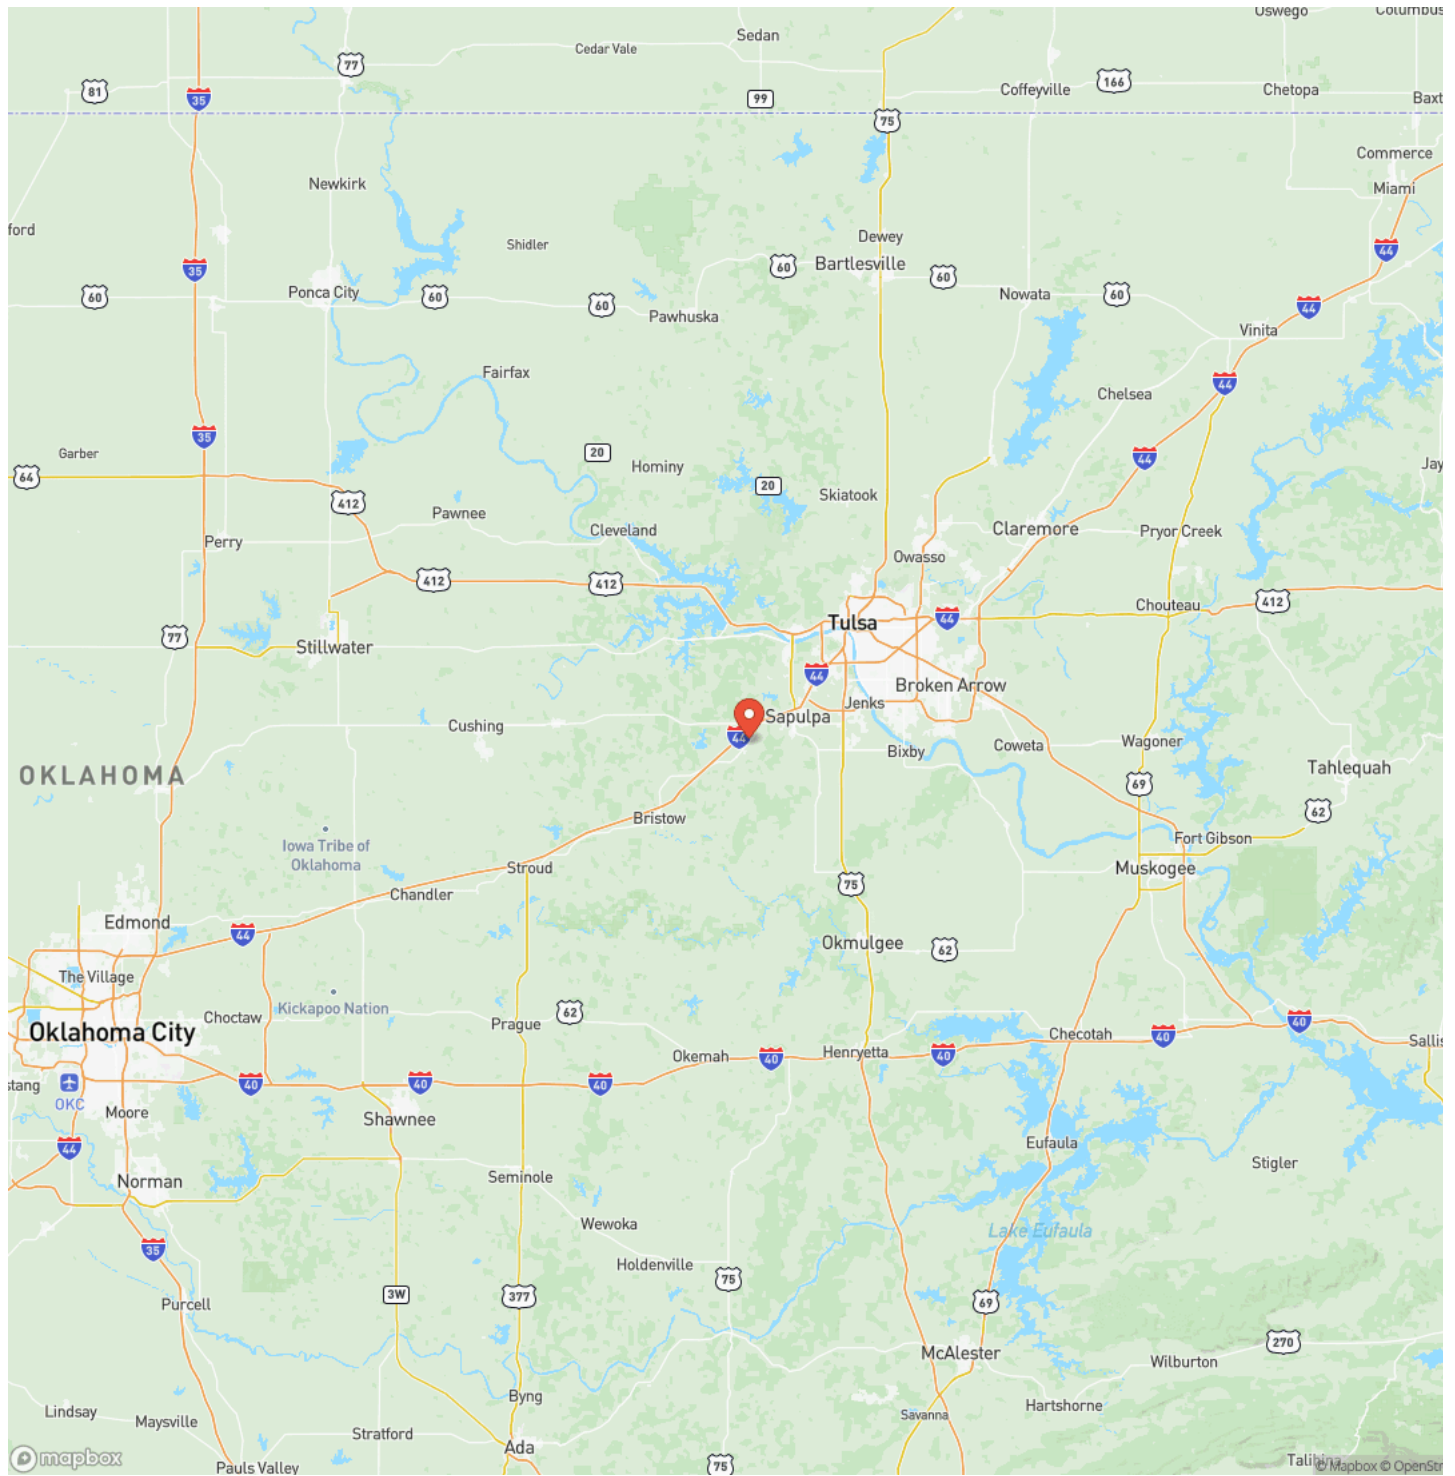 Oswego
Columbus
Sedan
Cedar Vale
77
81
35
99
Coffeyville
166
Chetopa
Baxt
75
Commerce
Miami
Newkirk
ford
Shidler
Dewey
Bartlesville
44
35
60
60
60
Ponca City
60
60
Nowata
60
44
Pawhuska
Vinita
Fairfax
44
Chelsea
35
Garber
20
Hominy
44
Jay
64
20
Skiatook
412
Pawnee
Cleveland
Claremore
Pryor Creek
Perry
Owasso
412
412
Chouteau
412
Tulsa
44
77
Stillwater
44
Broken Arrow
Jenks
Sapulpa
Cushing
44
Bixby
Coweta
Wagoner
OKLAHOMA
Tahlequah
69
62
Bristow
Iowa Tribe of
Oklahoma
Fort Gibson
Stroud
Muskogee
Chandler
75
Edmond
44
Okmulgee
62
The Village
Kickapoo Nation
Choctaw
62
Prague
Oklahoma City
Checotah
40
40
Sallis
Okemah
40
Henryetta
40
stang
OKC
40
40
40
Moore
Shawnee
44
Eufaula
Stigler
Norman
Seminole
Wewoka
Lake Eufaula
35
Holdenville
75
3W
377
69
Purcell
270
McAlester
Wilburton
Byng
Hartshorne
Lindsay
Maysville
Savanna
Stratford
Ada
mapbox
Pauls Valley
75
Talihina
© Mapbox © OpenStr